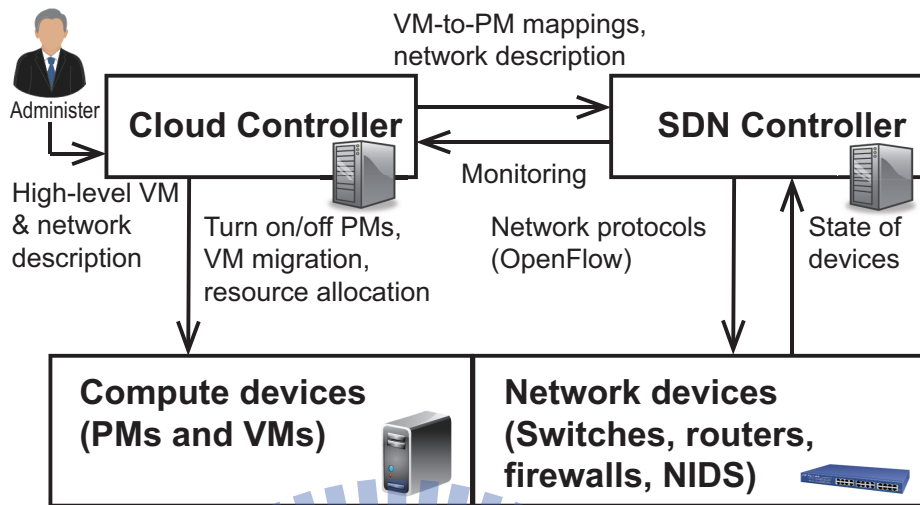 VM-to-PM mappings,
network description
Administer
Cloud Controller
SDN Controller
High-level VM
& network
description
Turn on/off PMs,
VM migration,
resource allocation
Monitoring
Network protocols
(OpenFlow)
State of
devices
Compute devices
(PMs and VMs)
Network devices
(Switches, routers,
firewalls, NIDS)